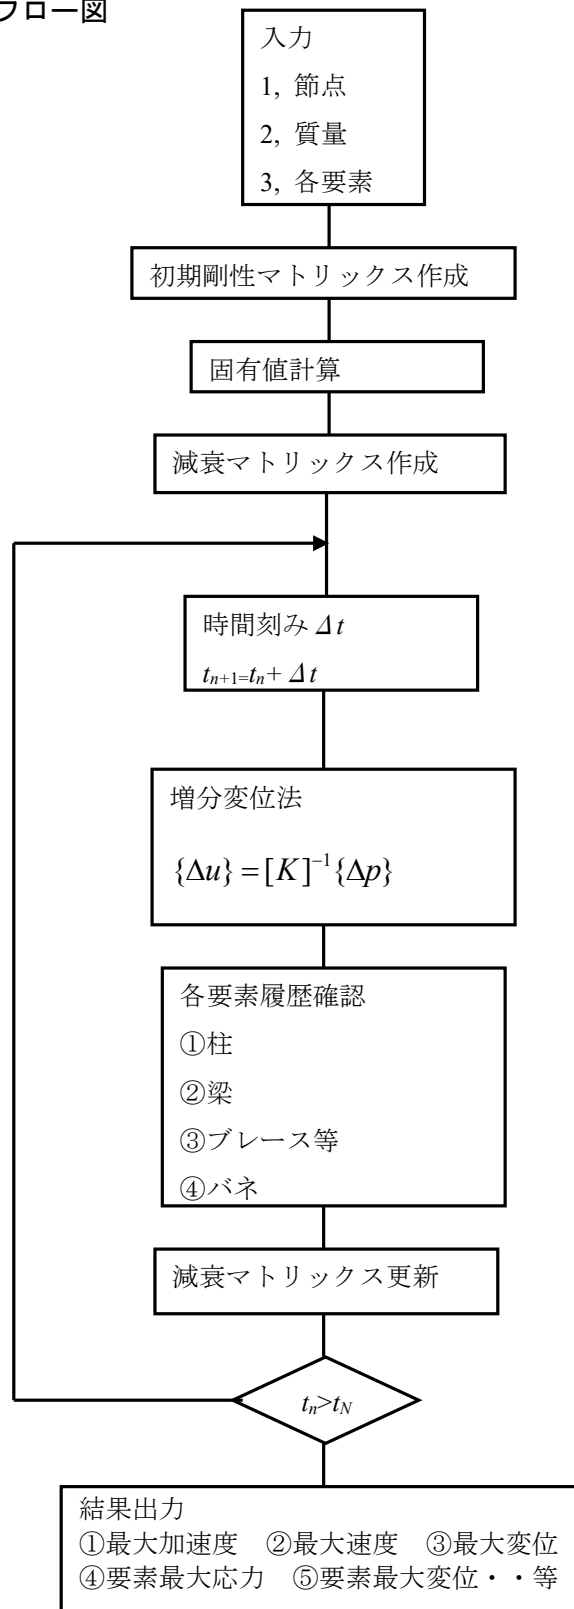 フロー図
入力
1, 節点
2, 質量
3, 各要素
初期剛性マトリックス作成
固有値計算
減衰マトリックス作成
時間刻みΔt
tn+1=tn+Δt
増分変位法
{Δu}=[K]⁻¹{Δp}
各要素履歴確認
①柱
②梁
③ブレース等
④バネ
減衰マトリックス更新
tn>tN
結果出力
①最大加速度　②最大速度　③最大変位
④要素最大応力　⑤要素最大変位・・等